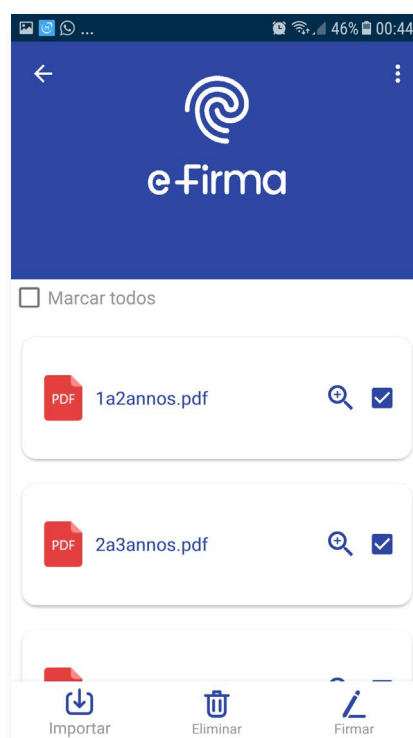 ... 46% 00:44
e-Firma
Marcar todos
PDF 1a2annos.pdf
PDF 2a3annos.pdf
Importar Eliminar Firmar